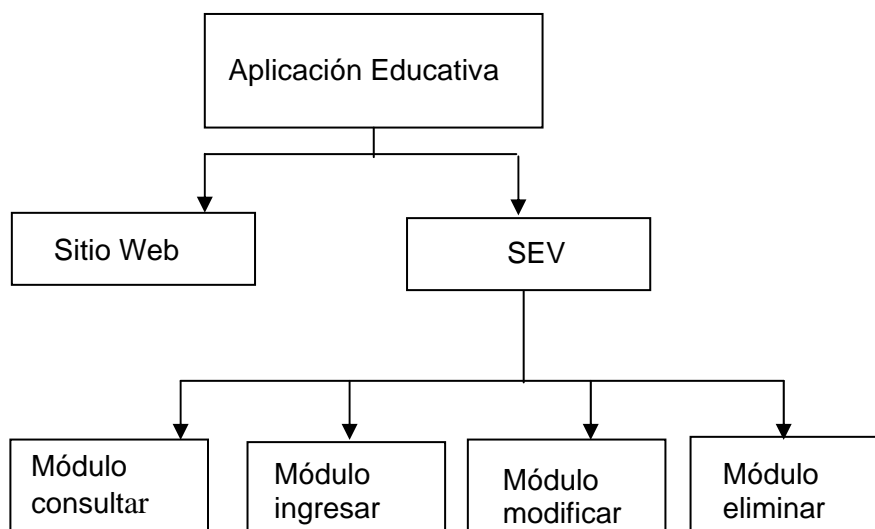 Aplicación Educativa
Sitio Web
SEV
Módulo
consultar
Módulo
ingresar
Módulo
modificar
Módulo
eliminar